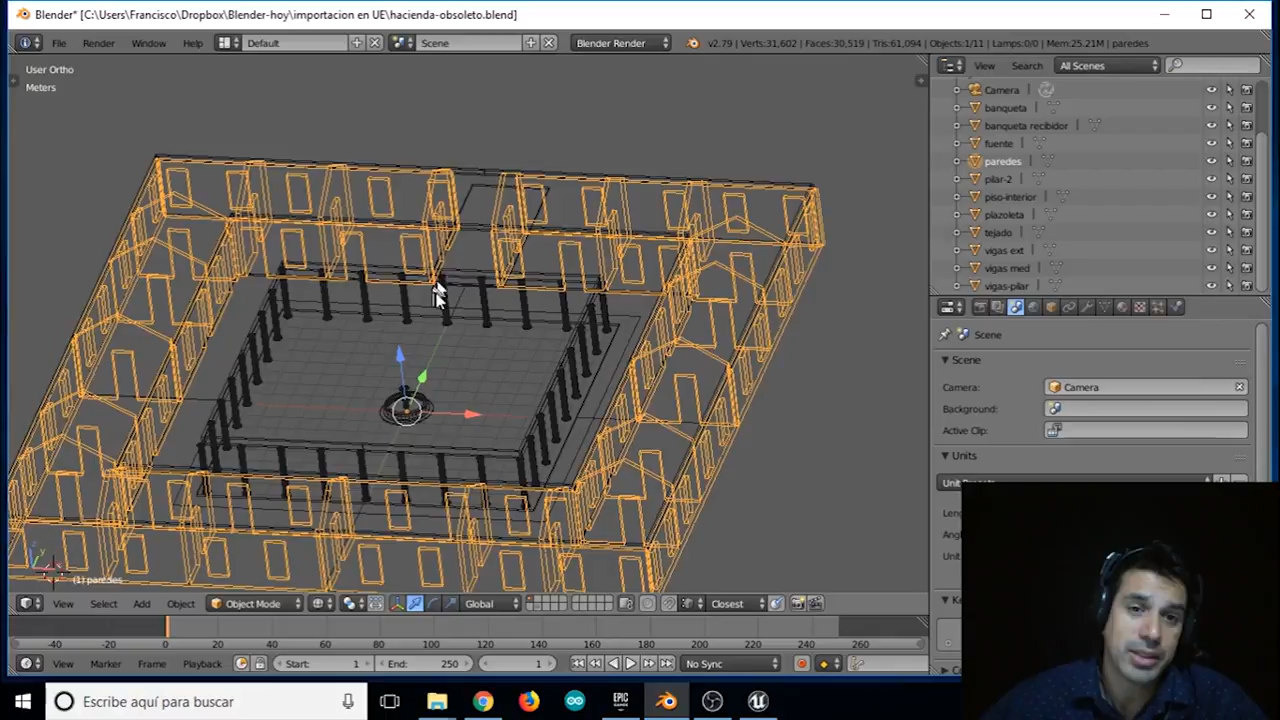 Blender* [C:\Users\Francisco\Dropbox\Blender-hoy\importacion en UE\hacienda-obsoleto.blend]
File Render Window Help Default Scene Blender Render v2.79 | Verts:31,602 | Faces:30,519 | Tris:61,094 | Objects:1/11 | Lamps:0/0 | Mem:25.21M | paredes
User Ortho
Meters
View Search All Scenes
Camera
banqueta
banqueta recibidor
fuente
paredes
pilar-2
piso-interior
plazoleta
tejado
vigas ext
vigas med
vigas-pilar
Scene
Scene
Camera: Camera
Background:
Active Clip:
Units
(1) paredes
View Select Add Object Object Mode Global Closest
-40 -20 0 20 40 60 80 100 120 140 160 180 200 220 240 260
View Marker Frame Playback Start: 1 End: 250 1 No Sync
Escribe aquí para buscar
EPIC